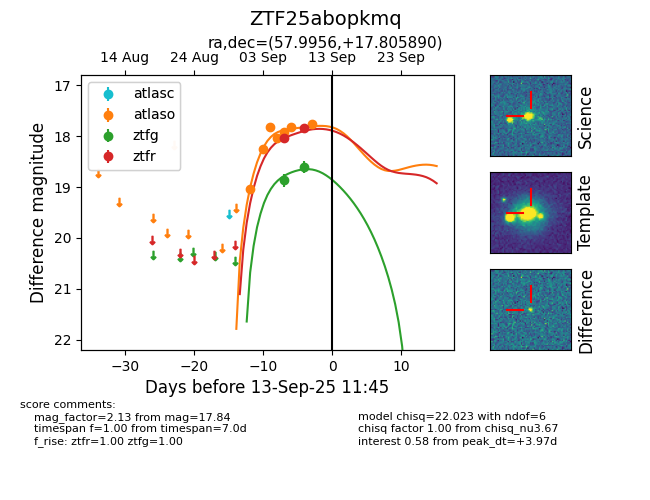 ZTF25abopkmq
ra,dec=(57.9956,+17.805890)
14 Aug 24 Aug 03 Sep 13 Sep 23 Sep
17
18
19
20
21
22
Difference magnitude
atlasc
atlaso
ztfg
ztfr
−30 −20 −10 0 10
Days before 13-Sep-25 11:45
Science
Template
Difference
score comments:
mag_factor=2.13 from mag=17.84
timespan f=1.00 from timespan=7.0d
f_rise: ztfr=1.00 ztfg=1.00
model chisq=22.023 with ndof=6
chisq factor 1.00 from chisq_nu3.67
interest 0.58 from peak_dt=+3.97d